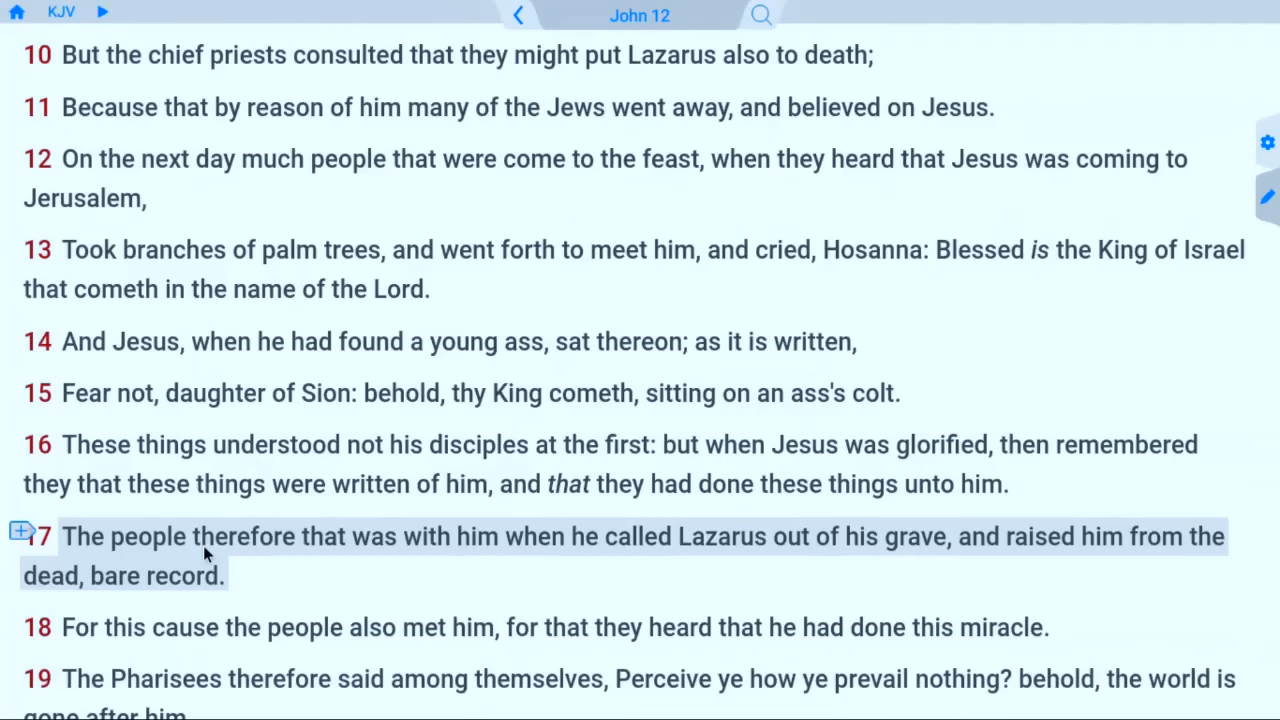 KJV
John 12
10 But the chief priests consulted that they might put Lazarus also to death;
11 Because that by reason of him many of the Jews went away, and believed on Jesus.
12 On the next day much people that were come to the feast, when they heard that Jesus was coming to
Jerusalem,
13 Took branches of palm trees, and went forth to meet him, and cried, Hosanna: Blessed is the King of Israel
that cometh in the name of the Lord.
14 And Jesus, when he had found a young ass, sat thereon; as it is written,
15 Fear not, daughter of Sion: behold, thy King cometh, sitting on an ass's colt.
16 These things understood not his disciples at the first: but when Jesus was glorified, then remembered
they that these things were written of him, and that they had done these things unto him.
17 The people therefore that was with him when he called Lazarus out of his grave, and raised him from the
dead, bare record.
18 For this cause the people also met him, for that they heard that he had done this miracle.
19 The Pharisees therefore said among themselves, Perceive ye how ye prevail nothing? behold, the world is
gone after him.